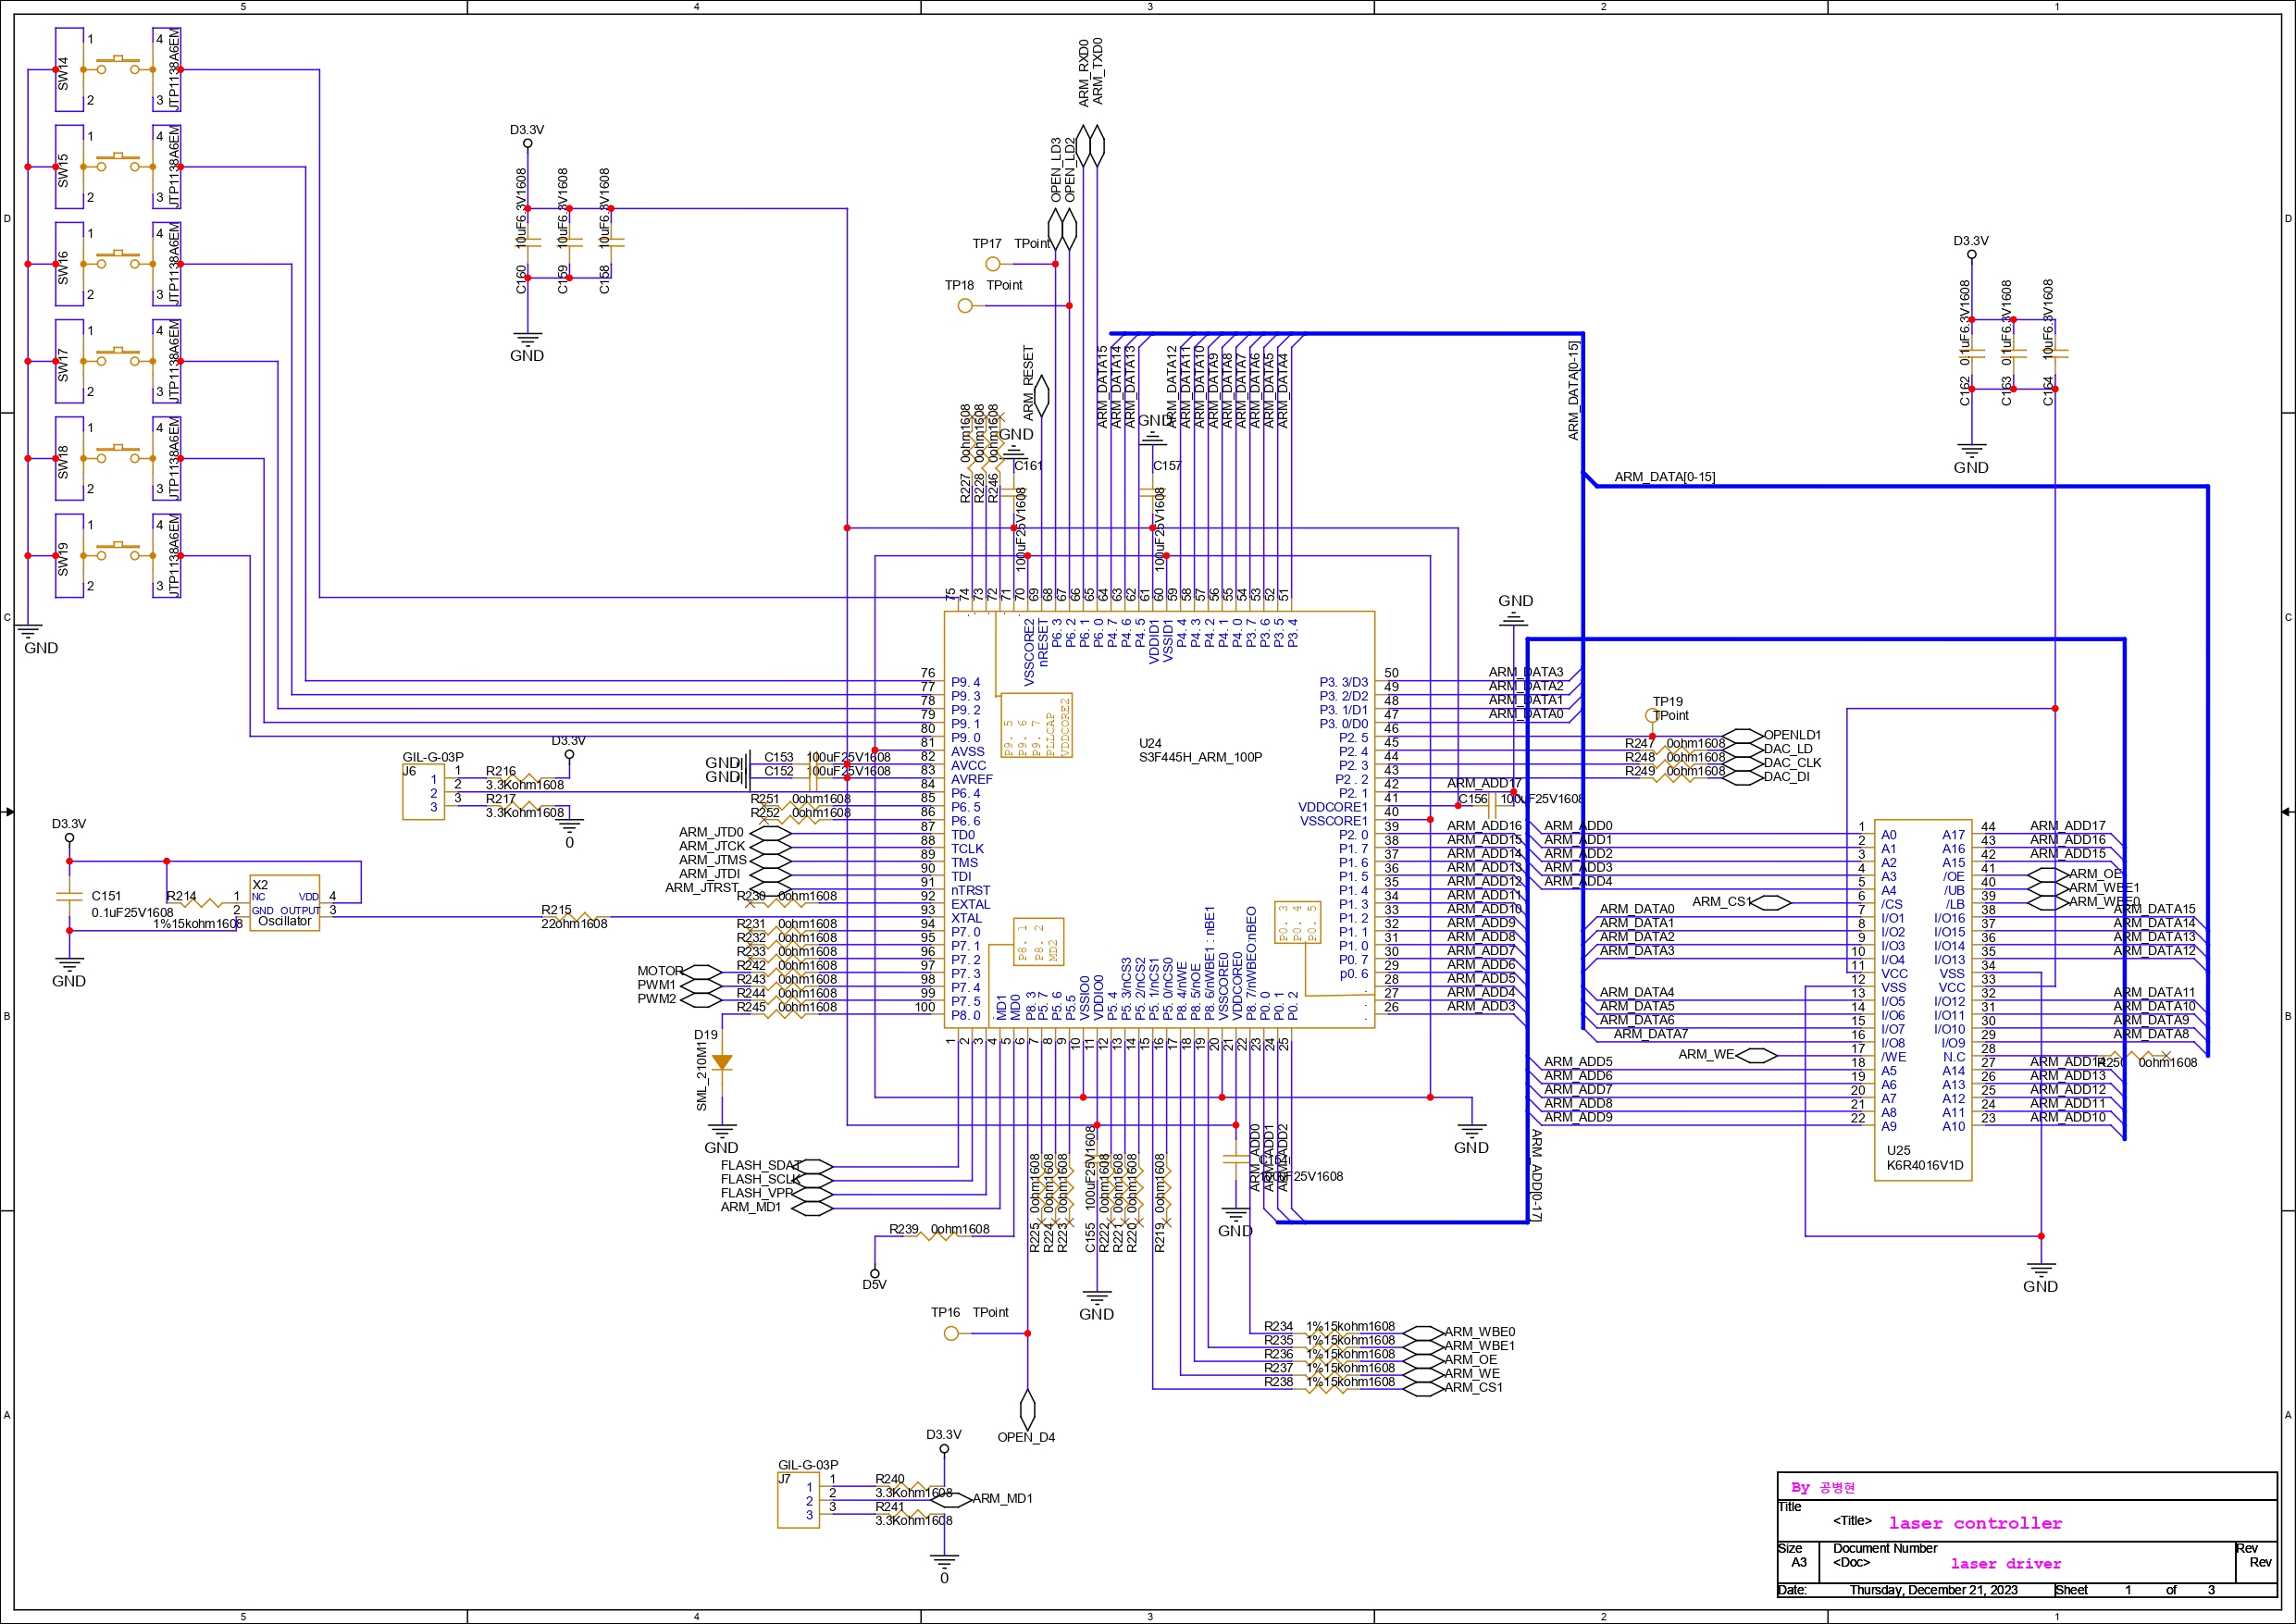 5 4 3 2 1
D
C
B
A
SW14 1 2 4 3 JTP1138A6EM
SW15 1 2 4 3 JTP1138A6EM
SW16 1 2 4 3 JTP1138A6EM
SW17 1 2 4 3 JTP1138A6EM
SW18 1 2 4 3 JTP1138A6EM
SW19 1 2 4 3 JTP1138A6EM
GND
D3.3V
C160 10uF6.3V1608
C159 10uF6.3V1608
C158 10uF6.3V1608
GND
ARM_RXD0
ARM_TXD0
OPEN_LD3
OPEN_LD2
TP17 TPoint
TP18 TPoint
ARM_RESET
R227 0ohm1608
R228 0ohm1608
R246 0ohm1608
GND
C161
100uF25V1608
GND
C157
100uF25V1608
ARM_DATA15
ARM_DATA14
ARM_DATA13
ARM_DATA12
ARM_DATA11
ARM_DATA10
ARM_DATA9
ARM_DATA8
ARM_DATA7
ARM_DATA6
ARM_DATA5
ARM_DATA4
ARM_DATA[0-15]
ARM_DATA[0-15]
D3.3V
C162 0.1uF6.3V1608
C163 0.1uF6.3V1608
C164 10uF6.3V1608
GND
75 74 73 72 71 70 69 68 67 66 65 64 63 62 61 60 59 58 57 56 55 54 53 52 51
VSSCORE2
nRESET
P6. 3
P6. 2
P6. 1
P6. 0
P4. 7
P4. 6
P4. 5
VDDIO1
VSSIO1
P4. 4
P4. 3
P4. 2
P4. 1
P4. 0
P3. 7
P3. 6
P3. 5
P3. 4
P9. 5
P9. 6
P9. 7
PLLCAP
VDDCORE2
U24
S3F445H_ARM_100P
76 P9. 4
77 P9. 3
78 P9. 2
79 P9. 1
80 P9. 0
81 AVSS
82 AVCC
83 AVREF
84 P6. 4
85 P6. 5
86 P6. 6
87 TD0
88 TCLK
89 TMS
90 TDI
91 nTRST
92 EXTAL
93 XTAL
94 P7. 0
95 P7. 1
96 P7. 2
97 P7. 3
98 P7. 4
99 P7. 5
100 P8. 0
P3. 3/D3 50 ARM_DATA3
P3. 2/D2 49 ARM_DATA2
P3. 1/D1 48 ARM_DATA1
P3. 0/D0 47 ARM_DATA0
P2. 5 46
P2. 4 45
P2. 3 44
P2. . 2 43
P2. 1 42 ARM_ADD17
VDDCORE1 41
VSSCORE1 40
P2. 0 39 ARM_ADD16
P1. 7 38 ARM_ADD15
P1. 6 37 ARM_ADD14
P1. 5 36 ARM_ADD13
P1. 4 35 ARM_ADD12
P1. 3 34 ARM_ADD11
P1. 2 33 ARM_ADD10
P1. 1 32 ARM_ADD9
P1. 0 31 ARM_ADD8
P0. 7 30 ARM_ADD7
p0. 6 29 ARM_ADD6
28 ARM_ADD5
27 ARM_ADD4
26 ARM_ADD3
GND
C156 100uF25V1608
TP19
TPoint
OPENLD1
R247 0ohm1608 DAC_LD
R248 0ohm1608 DAC_CLK
R249 0ohm1608 DAC_DI
GIL-G-03P
J6
1 2 3
1 2 3
R216
3.3Kohm1608
R217
3.3Kohm1608
D3.3V
0
GND C153 100uF25V1608
GND C152 100uF25V1608
R251 0ohm1608
R252 0ohm1608
ARM_JTD0
ARM_JTCK
ARM_JTMS
ARM_JTDI
ARM_JTRST
R230 0ohm1608
R231 0ohm1608
R232 0ohm1608
R233 0ohm1608
MOTOR R242 0ohm1608
PWM1 R243 0ohm1608
PWM2 R244 0ohm1608
R245 0ohm1608
D3.3V
C151
0.1uF25V1608
GND
R214
1%15kohm1608
X2
1 NC VDD 4
2 GND OUTPUT 3
Oscillator
R215
22ohm1608
D19
SML_210M1
GND
P8. 1
P8. 2
MD2
P0. 3
P0. 4
P0. 5
MD1
MD0
P8. 3
P5. 7
P5. 6
P5.5
VSSIO0
VDDIO0
P5. 4
P5. 3/nCS3
P5. 2/nCS2
P5. 1/nCS1
P5. 0/nCS0
P8. 4/nWE
P8. 5/nOE
P8. 6/nWBE1 : nBE1
VSSCORE0
VDDCORE0
P8. 7/nWBEO:nBEO
P0. 0
P0. 1
P0. 2
1 2 3 4 5 6 7 8 9 10 11 12 13 14 15 16 17 18 19 20 21 22 23 24 25
FLASH_SDAT
FLASH_SCLK
FLASH_VPP
ARM_MD1
R239 0ohm1608
D5V
R225 0ohm1608
R224 0ohm1608
R223 0ohm1608
C155 100uF25V1608
R222 0ohm1608
R221 0ohm1608
R220 0ohm1608
R219 0ohm1608
GND
GND
GND
ARM_ADD0
ARM_ADD1
ARM_ADD2
ARM_ADD[0-17]
TP16 TPoint
OPEN_D4
R234 1%15kohm1608 ARM_WBE0
R235 1%15kohm1608 ARM_WBE1
R236 1%15kohm1608 ARM_OE
R237 1%15kohm1608 ARM_WE
R238 1%15kohm1608 ARM_CS1
GIL-G-03P
J7
1 2 3
1 2 3
R240
3.3Kohm1608
R241
3.3Kohm1608
D3.3V
ARM_MD1
0
ARM_ADD0 1 A0
ARM_ADD1 2 A1
ARM_ADD2 3 A2
ARM_ADD3 4 A3
ARM_ADD4 5 A4
ARM_CS1 6 /CS
ARM_DATA0 7 I/O1
ARM_DATA1 8 I/O2
ARM_DATA2 9 I/O3
ARM_DATA3 10 I/O4
11 VCC
12 VSS
ARM_DATA4 13 I/O5
ARM_DATA5 14 I/O6
ARM_DATA6 15 I/O7
ARM_DATA7 16 I/O8
ARM_WE 17 /WE
ARM_ADD5 18 A5
ARM_ADD6 19 A6
ARM_ADD7 20 A7
ARM_ADD8 21 A8
ARM_ADD9 22 A9
A17 44 ARM_ADD17
A16 43 ARM_ADD16
A15 42 ARM_ADD15
/OE 41 ARM_OE
/UB 40 ARM_WBE1
/LB 39 ARM_WBE0
I/O16 38 ARM_DATA15
I/O15 37 ARM_DATA14
I/O14 36 ARM_DATA13
I/O13 35 ARM_DATA12
VSS 34
VCC 33
I/O12 32 ARM_DATA11
I/O11 31 ARM_DATA10
I/O10 30 ARM_DATA9
I/O9 29 ARM_DATA8
N.C 28 R250 0ohm1608
A14 27 ARM_ADD14
A13 26 ARM_ADD13
A12 25 ARM_ADD12
A11 24 ARM_ADD11
A10 23 ARM_ADD10
U25
K6R4016V1D
GND
By 공병현
Title
<Title> laser controller
Size Document Number Rev
A3 <Doc> laser driver Rev
Date: Thursday, December 21, 2023 Sheet 1 of 3
5 4 3 2 1